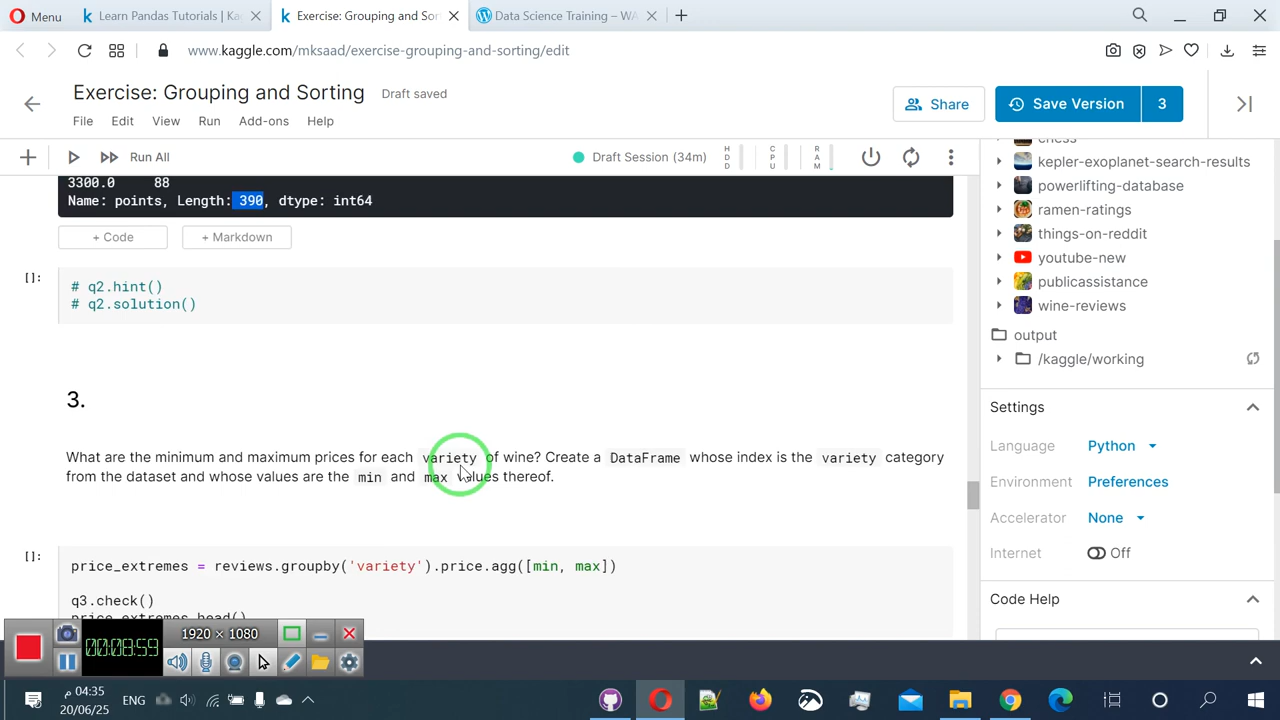 Menu
Learn Pandas Tutorials | Ka
Exercise: Grouping and Sor
Data Science Training – WA
www.kaggle.com/mksaad/exercise-grouping-and-sorting/edit
Exercise: Grouping and Sorting
Draft saved
Share
Save Version
3
File Edit View Run Add-ons Help
Run All
Draft Session (34m)
HDD
CPU
RAM
3300.0 88
Name: points, Length: 390, dtype: int64
+ Code
+ Markdown
[]:
# q2.hint()
# q2.solution()
3.
What are the minimum and maximum prices for each variety of wine? Create a DataFrame whose index is the variety category
from the dataset and whose values are the min and max values thereof.
[]:
price_extremes = reviews.groupby('variety').price.agg([min, max])
q3.check()
price_extremes.head()
chess
kepler-exoplanet-search-results
powerlifting-database
ramen-ratings
things-on-reddit
youtube-new
publicassistance
wine-reviews
output
/kaggle/working
Settings
Language Python
Environment Preferences
Accelerator None
Internet Off
Code Help
1920 × 1080
00:08:59
ENG
04:35 م
20/06/25